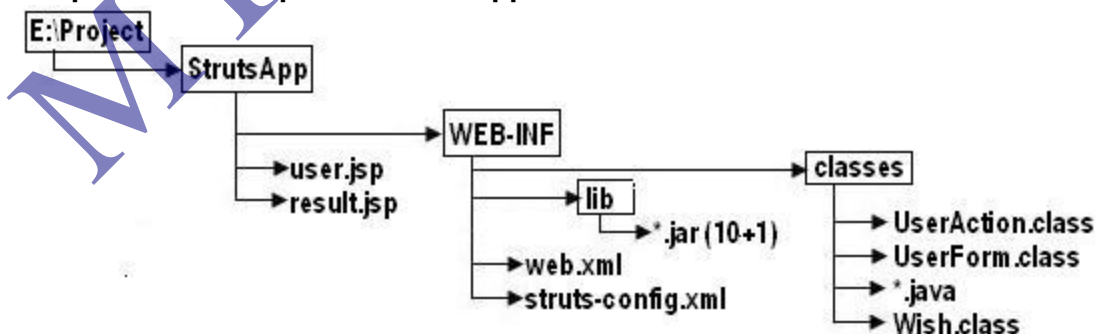 E:\Project
StrutsApp
WEB-INF
user.jsp
result.jsp
classes
lib
*.jar (10+1)
web.xml
struts-config.xml
UserAction.class
UserForm.class
*.java
Wish.class